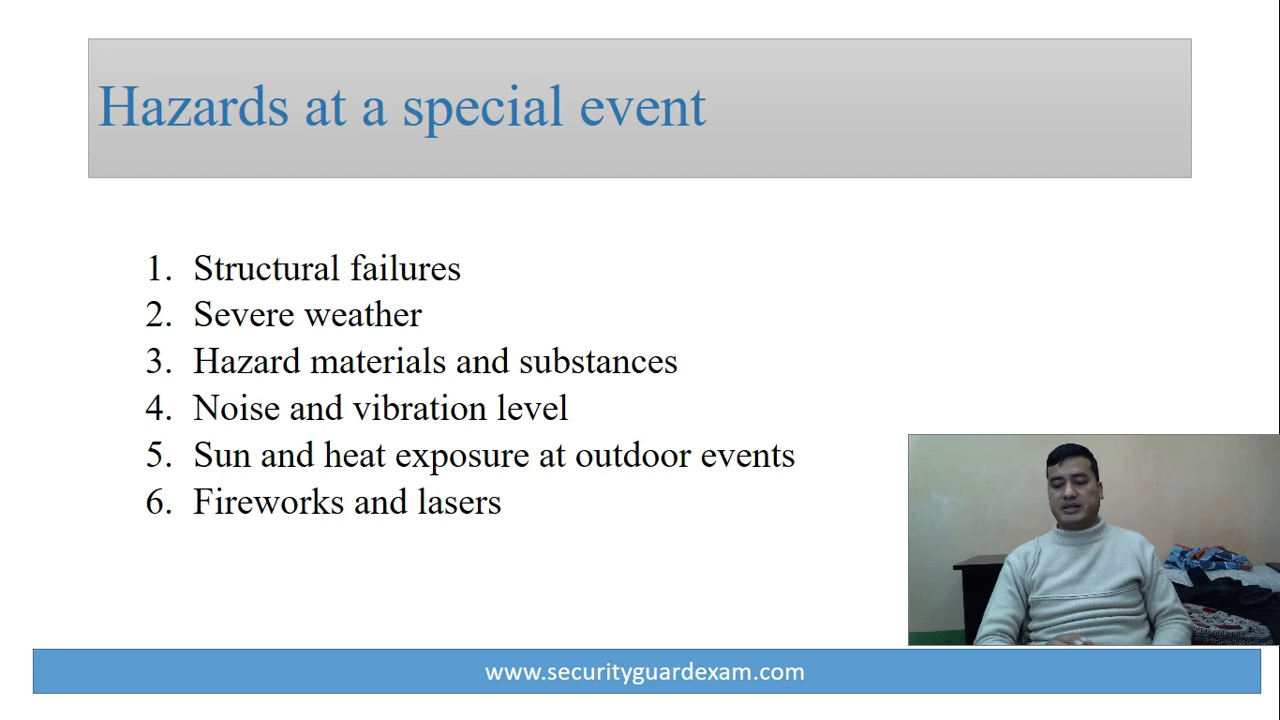 Hazards at a special event
1. Structural failures
2. Severe weather
3. Hazard materials and substances
4. Noise and vibration level
5. Sun and heat exposure at outdoor events
6. Fireworks and lasers
www.securityguardexam.com